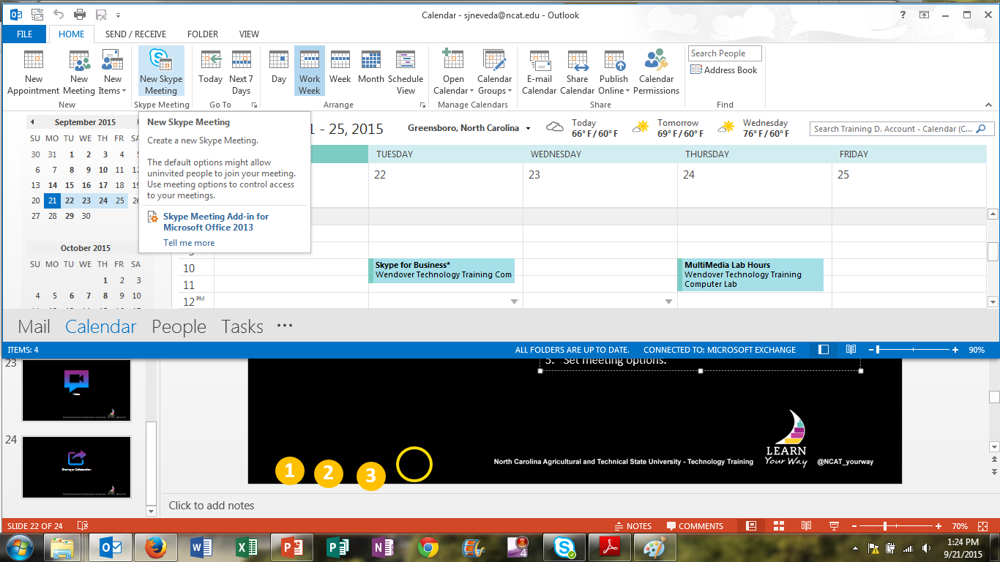 Calendar - sjneveda@ncat.edu - Outlook
?
FILE HOME SEND / RECEIVE FOLDER VIEW
New Appointment
New Meeting
New Items
New Skype Meeting
Today
Next 7 Days
Day
Work Week
Week
Month
Schedule View
Open Calendar
Calendar Groups
E-mail Calendar
Share Calendar
Publish Online
Calendar Permissions
Search People
Address Book
New Skype Meeting Go To Arrange Manage Calendars Share Find
September 2015
SU MO TU WE TH FR SA
30 31 1 2 3 4 5
6 7 8 9 10 11
13 14 15 16 17 18
20 21 22 23 24 25
27 28 29 30
October 2015
SU MO TU WE TH FR SA
1 2 3
4 5 6 7 8 9 10
New Skype Meeting
Create a new Skype Meeting.
The default options might allow
uninvited people to join your meeting.
Use meeting options to control access
to your meetings.
Skype Meeting Add-in for
Microsoft Office 2013
Tell me more
- 25, 2015
Greensboro, North Carolina
Today
66° F / 60° F
Tomorrow
69° F / 60° F
Wednesday
76° F / 60° F
Search Training D. Account - Calendar (C...
TUESDAY WEDNESDAY THURSDAY FRIDAY
22 23 24 25
10
11
12 PM
Skype for Business*
Wendover Technology Training Com
MultiMedia Lab Hours
Wendover Technology Training
Computer Lab
Mail Calendar People Tasks •••
ITEMS: 4
ALL FOLDERS ARE UP TO DATE. CONNECTED TO: MICROSOFT EXCHANGE
90%
23
Video
24
Sharing or Collaboration
5. Set meeting options.
1 2 3
North Carolina Agricultural and Technical State University - Technology Training
LEARN
Your Way
@NCAT_yourway
Click to add notes
SLIDE 22 OF 24
NOTES COMMENTS
70%
1:24 PM
9/21/2015